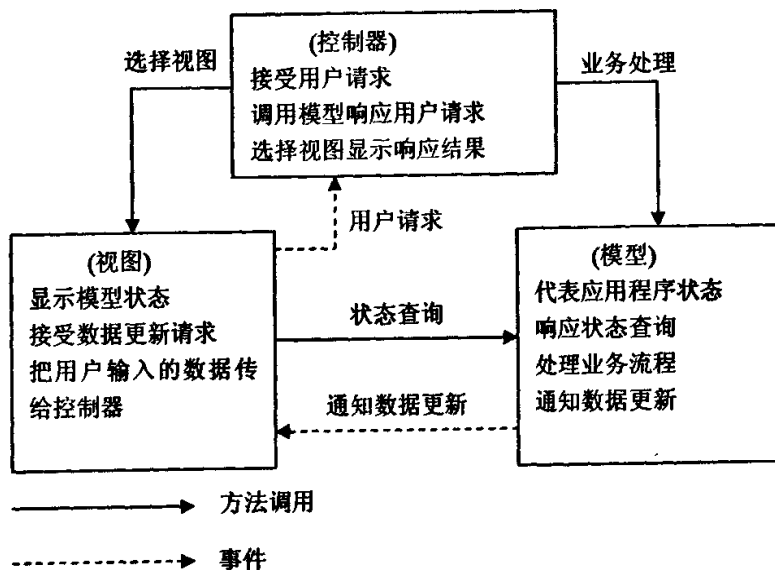 (控制器)
接受用户请求
调用模型响应用户请求
选择视图显示响应结果
选择视图
业务处理
用户请求
(视图)
显示模型状态
接受数据更新请求
把用户输入的数据传
给控制器
状态查询
通知数据更新
(模型)
代表应用程序状态
响应状态查询
处理业务流程
通知数据更新
方法调用
事件